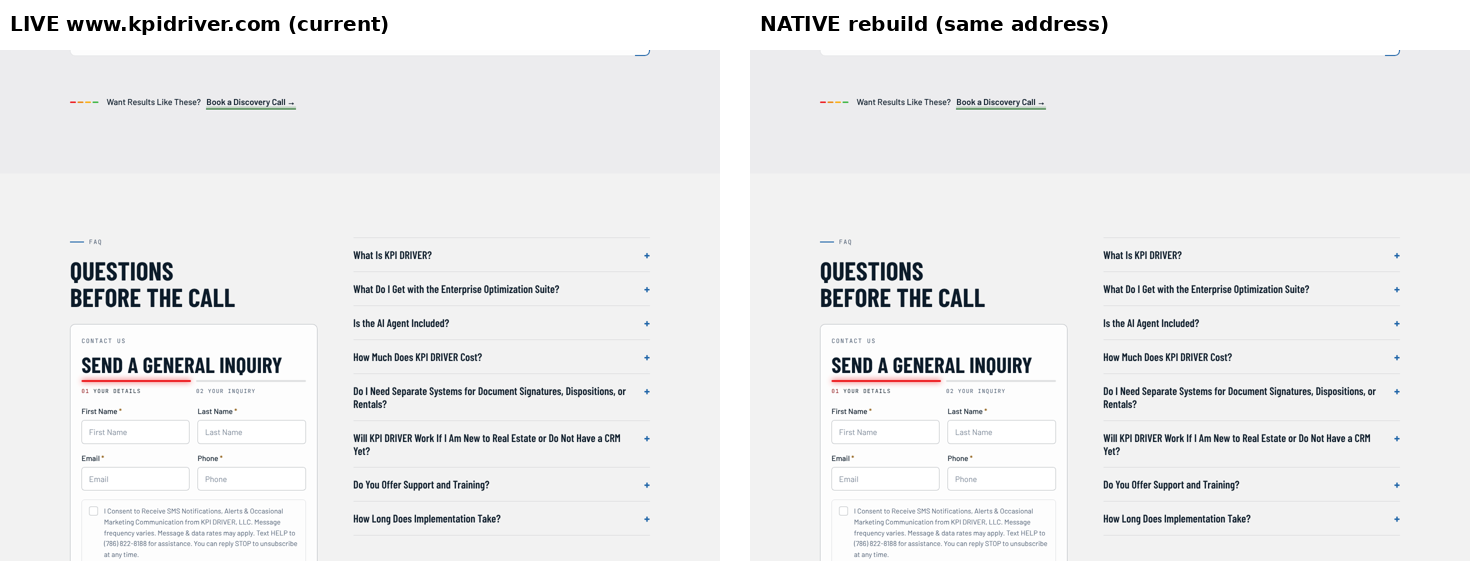 LIVE www.kpidriver.com (current)
Want Results Like These? Book a Discovery Call →
FAQ
QUESTIONS
BEFORE THE CALL
CONTACT US
SEND A GENERAL INQUIRY
01 YOUR DETAILS
02 YOUR INQUIRY
First Name *
Last Name *
First Name
Last Name
Email *
Phone *
Email
Phone
I Consent to Receive SMS Notifications, Alerts & Occasional
Marketing Communication from KPI DRIVER, LLC. Message
frequency varies. Message & data rates may apply. Text HELP to
(786) 822-8188 for assistance. You can reply STOP to unsubscribe
at any time.
What Is KPI DRIVER? +
What Do I Get with the Enterprise Optimization Suite? +
Is the AI Agent Included? +
How Much Does KPI DRIVER Cost? +
Do I Need Separate Systems for Document Signatures, Dispositions, or +
Rentals?
Will KPI DRIVER Work If I Am New to Real Estate or Do Not Have a CRM +
Yet?
Do You Offer Support and Training? +
How Long Does Implementation Take? +
NATIVE rebuild (same address)
Want Results Like These? Book a Discovery Call →
FAQ
QUESTIONS
BEFORE THE CALL
CONTACT US
SEND A GENERAL INQUIRY
01 YOUR DETAILS
02 YOUR INQUIRY
First Name *
Last Name *
First Name
Last Name
Email *
Phone *
Email
Phone
I Consent to Receive SMS Notifications, Alerts & Occasional
Marketing Communication from KPI DRIVER, LLC. Message
frequency varies. Message & data rates may apply. Text HELP to
(786) 822-8188 for assistance. You can reply STOP to unsubscribe
at any time.
What Is KPI DRIVER? +
What Do I Get with the Enterprise Optimization Suite? +
Is the AI Agent Included? +
How Much Does KPI DRIVER Cost? +
Do I Need Separate Systems for Document Signatures, Dispositions, or +
Rentals?
Will KPI DRIVER Work If I Am New to Real Estate or Do Not Have a CRM +
Yet?
Do You Offer Support and Training? +
How Long Does Implementation Take? +